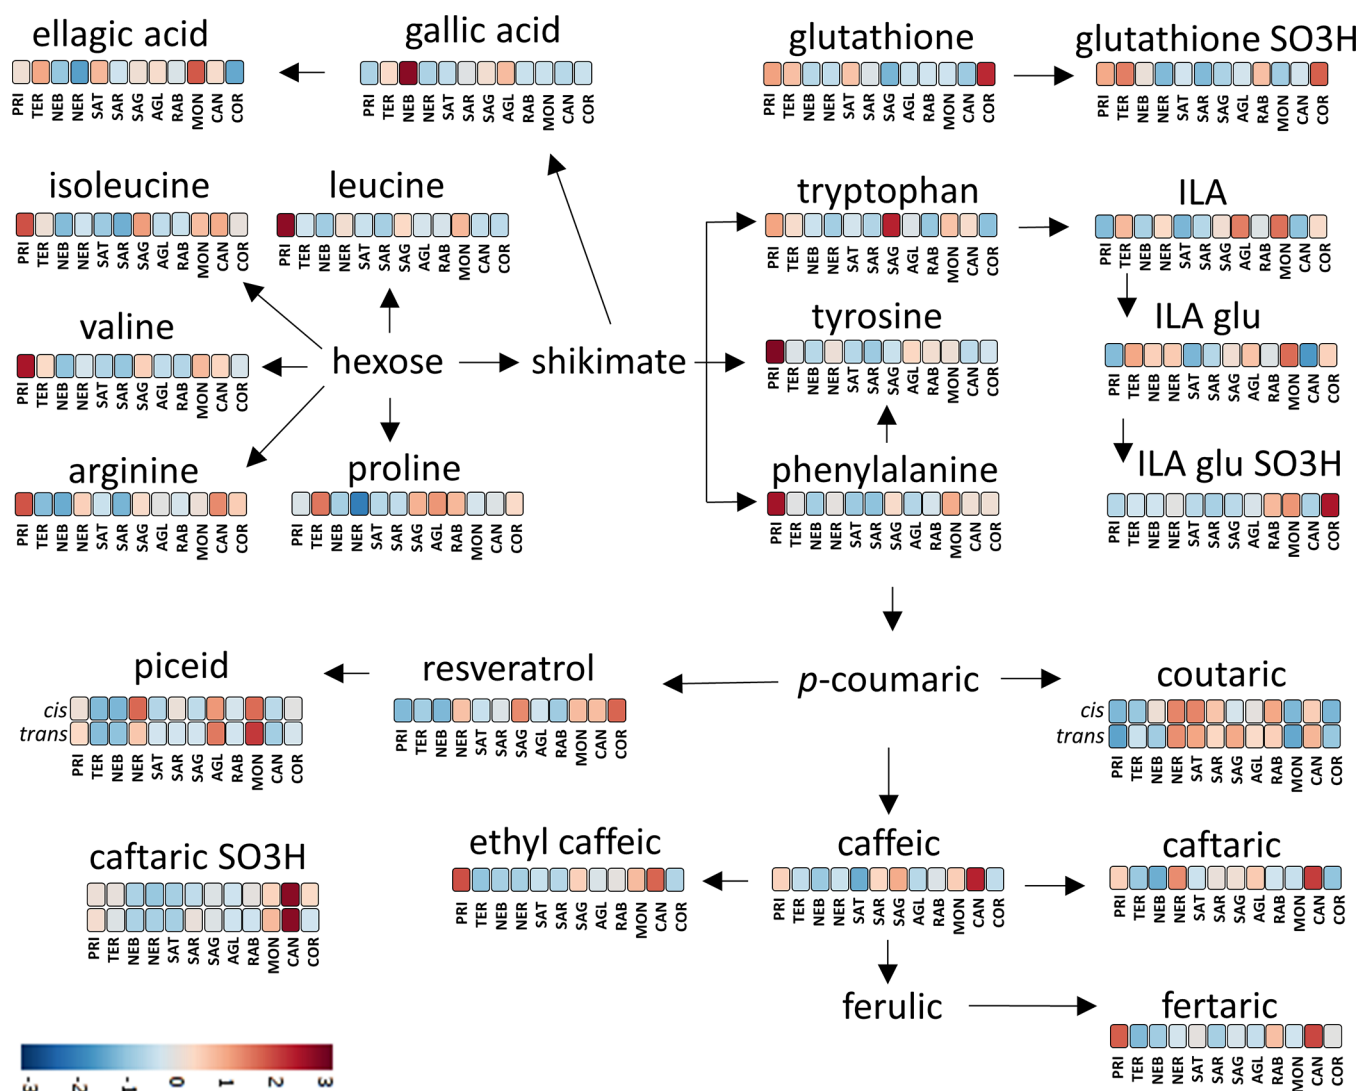 ellagic acid
PRI TER NEB NER SAT SAR SAG AGL RAB MON CAN COR
gallic acid
PRI TER NEB NER SAT SAR SAG AGL RAB MON CAN COR
glutathione
PRI TER NEB NER SAT SAR SAG AGL RAB MON CAN COR
glutathione SO3H
PRI TER NEB NER SAT SAR SAG AGL RAB MON CAN COR
isoleucine
PRI TER NEB NER SAT SAR SAG AGL RAB MON CAN COR
leucine
PRI TER NEB NER SAT SAR SAG AGL RAB MON CAN COR
tryptophan
PRI TER NEB NER SAT SAR SAG AGL RAB MON CAN COR
ILA
PRI TER NEB NER SAT SAR SAG AGL RAB MON CAN COR
valine
PRI TER NEB NER SAT SAR SAG AGL RAB MON CAN COR
hexose
shikimate
tyrosine
PRI TER NEB NER SAT SAR SAG AGL RAB MON CAN COR
ILA glu
PRI TER NEB NER SAT SAR SAG AGL RAB MON CAN COR
arginine
PRI TER NEB NER SAT SAR SAG AGL RAB MON CAN COR
proline
PRI TER NEB NER SAT SAR SAG AGL RAB MON CAN COR
phenylalanine
PRI TER NEB NER SAT SAR SAG AGL RAB MON CAN COR
ILA glu SO3H
PRI TER NEB NER SAT SAR SAG AGL RAB MON CAN COR
piceid
cis
trans
PRI TER NEB NER SAT SAR SAG AGL RAB MON CAN COR
resveratrol
PRI TER NEB NER SAT SAR SAG AGL RAB MON CAN COR
p-coumaric
coutaric
cis
trans
PRI TER NEB NER SAT SAR SAG AGL RAB MON CAN COR
caftaric SO3H
PRI TER NEB NER SAT SAR SAG AGL RAB MON CAN COR
ethyl caffeic
PRI TER NEB NER SAT SAR SAG AGL RAB MON CAN COR
caffeic
PRI TER NEB NER SAT SAR SAG AGL RAB MON CAN COR
caftaric
PRI TER NEB NER SAT SAR SAG AGL RAB MON CAN COR
ferulic
fertaric
PRI TER NEB NER SAT SAR SAG AGL RAB MON CAN COR
-3 -2 -1 0 1 2 3